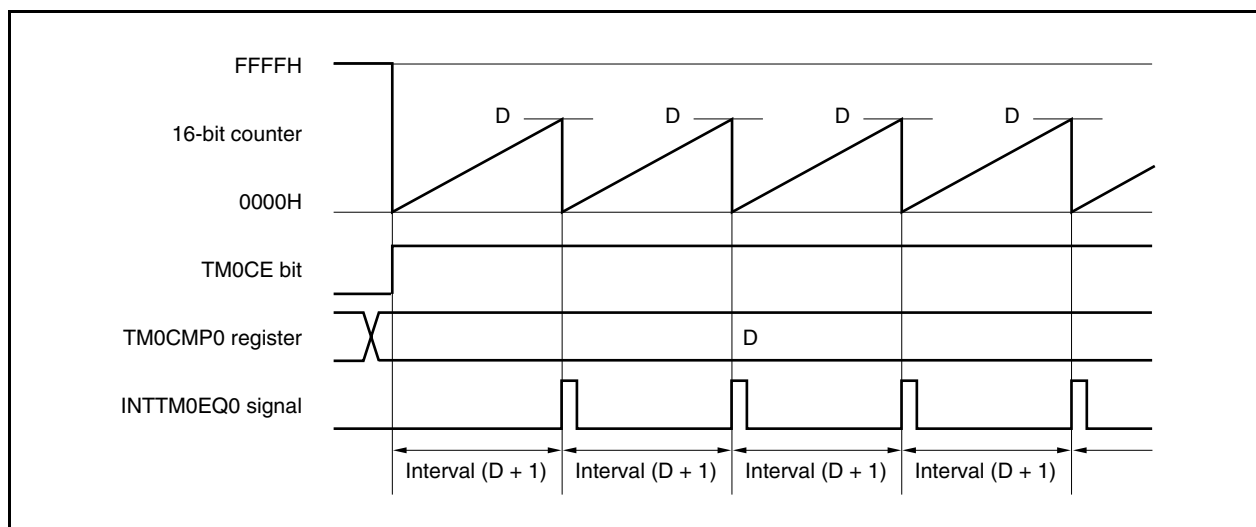 FFFFH
D D D D
16-bit counter
0000H
TM0CE bit
TM0CMP0 register D
INTTM0EQ0 signal
Interval (D + 1) Interval (D + 1) Interval (D + 1) Interval (D + 1)